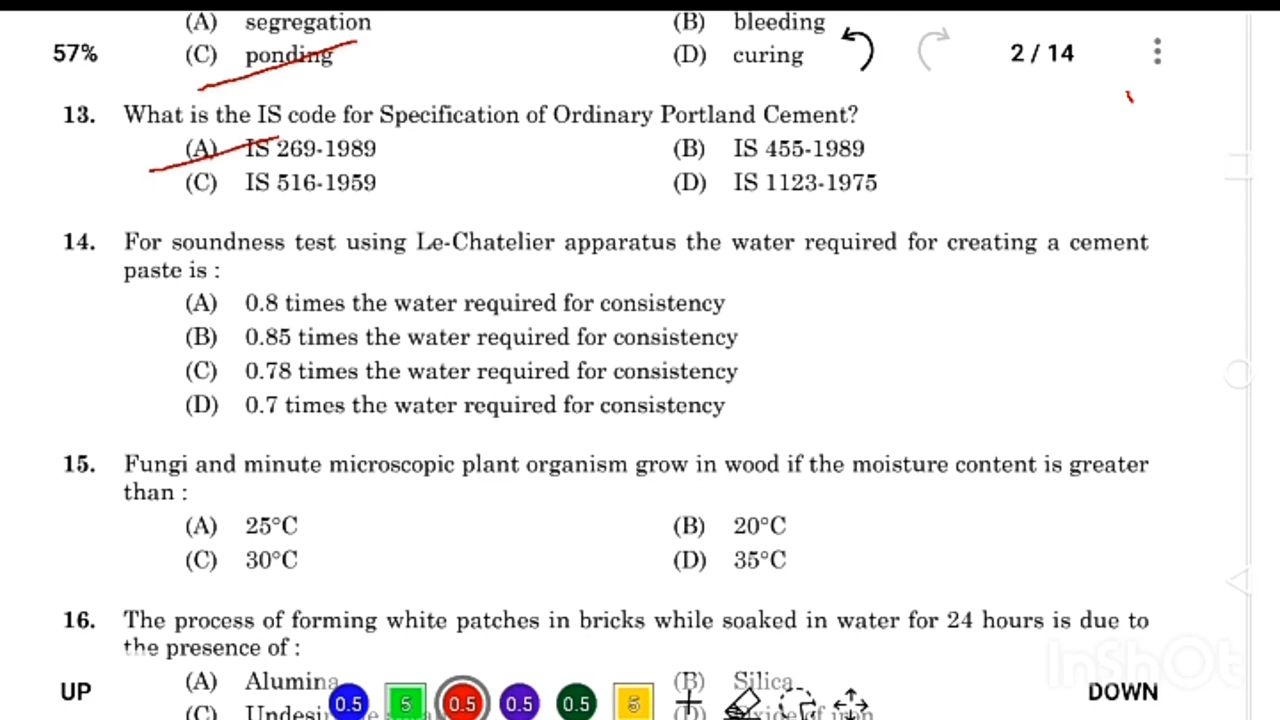 (A) segregation (B) bleeding
57% (C) ponding (D) curing 2 / 14
13. What is the IS code for Specification of Ordinary Portland Cement?
(A) IS 269-1989 (B) IS 455-1989
(C) IS 516-1959 (D) IS 1123-1975
14. For soundness test using Le-Chatelier apparatus the water required for creating a cement
paste is :
(A) 0.8 times the water required for consistency
(B) 0.85 times the water required for consistency
(C) 0.78 times the water required for consistency
(D) 0.7 times the water required for consistency
15. Fungi and minute microscopic plant organism grow in wood if the moisture content is greater
than :
(A) 25°C (B) 20°C
(C) 30°C (D) 35°C
16. The process of forming white patches in bricks while soaked in water for 24 hours is due to
the presence of :
InShOt
UP (A) Alumina (B) Silica DOWN
0.5 5 0.5 0.5 0.5 5
(C) (D) Oxide of iron